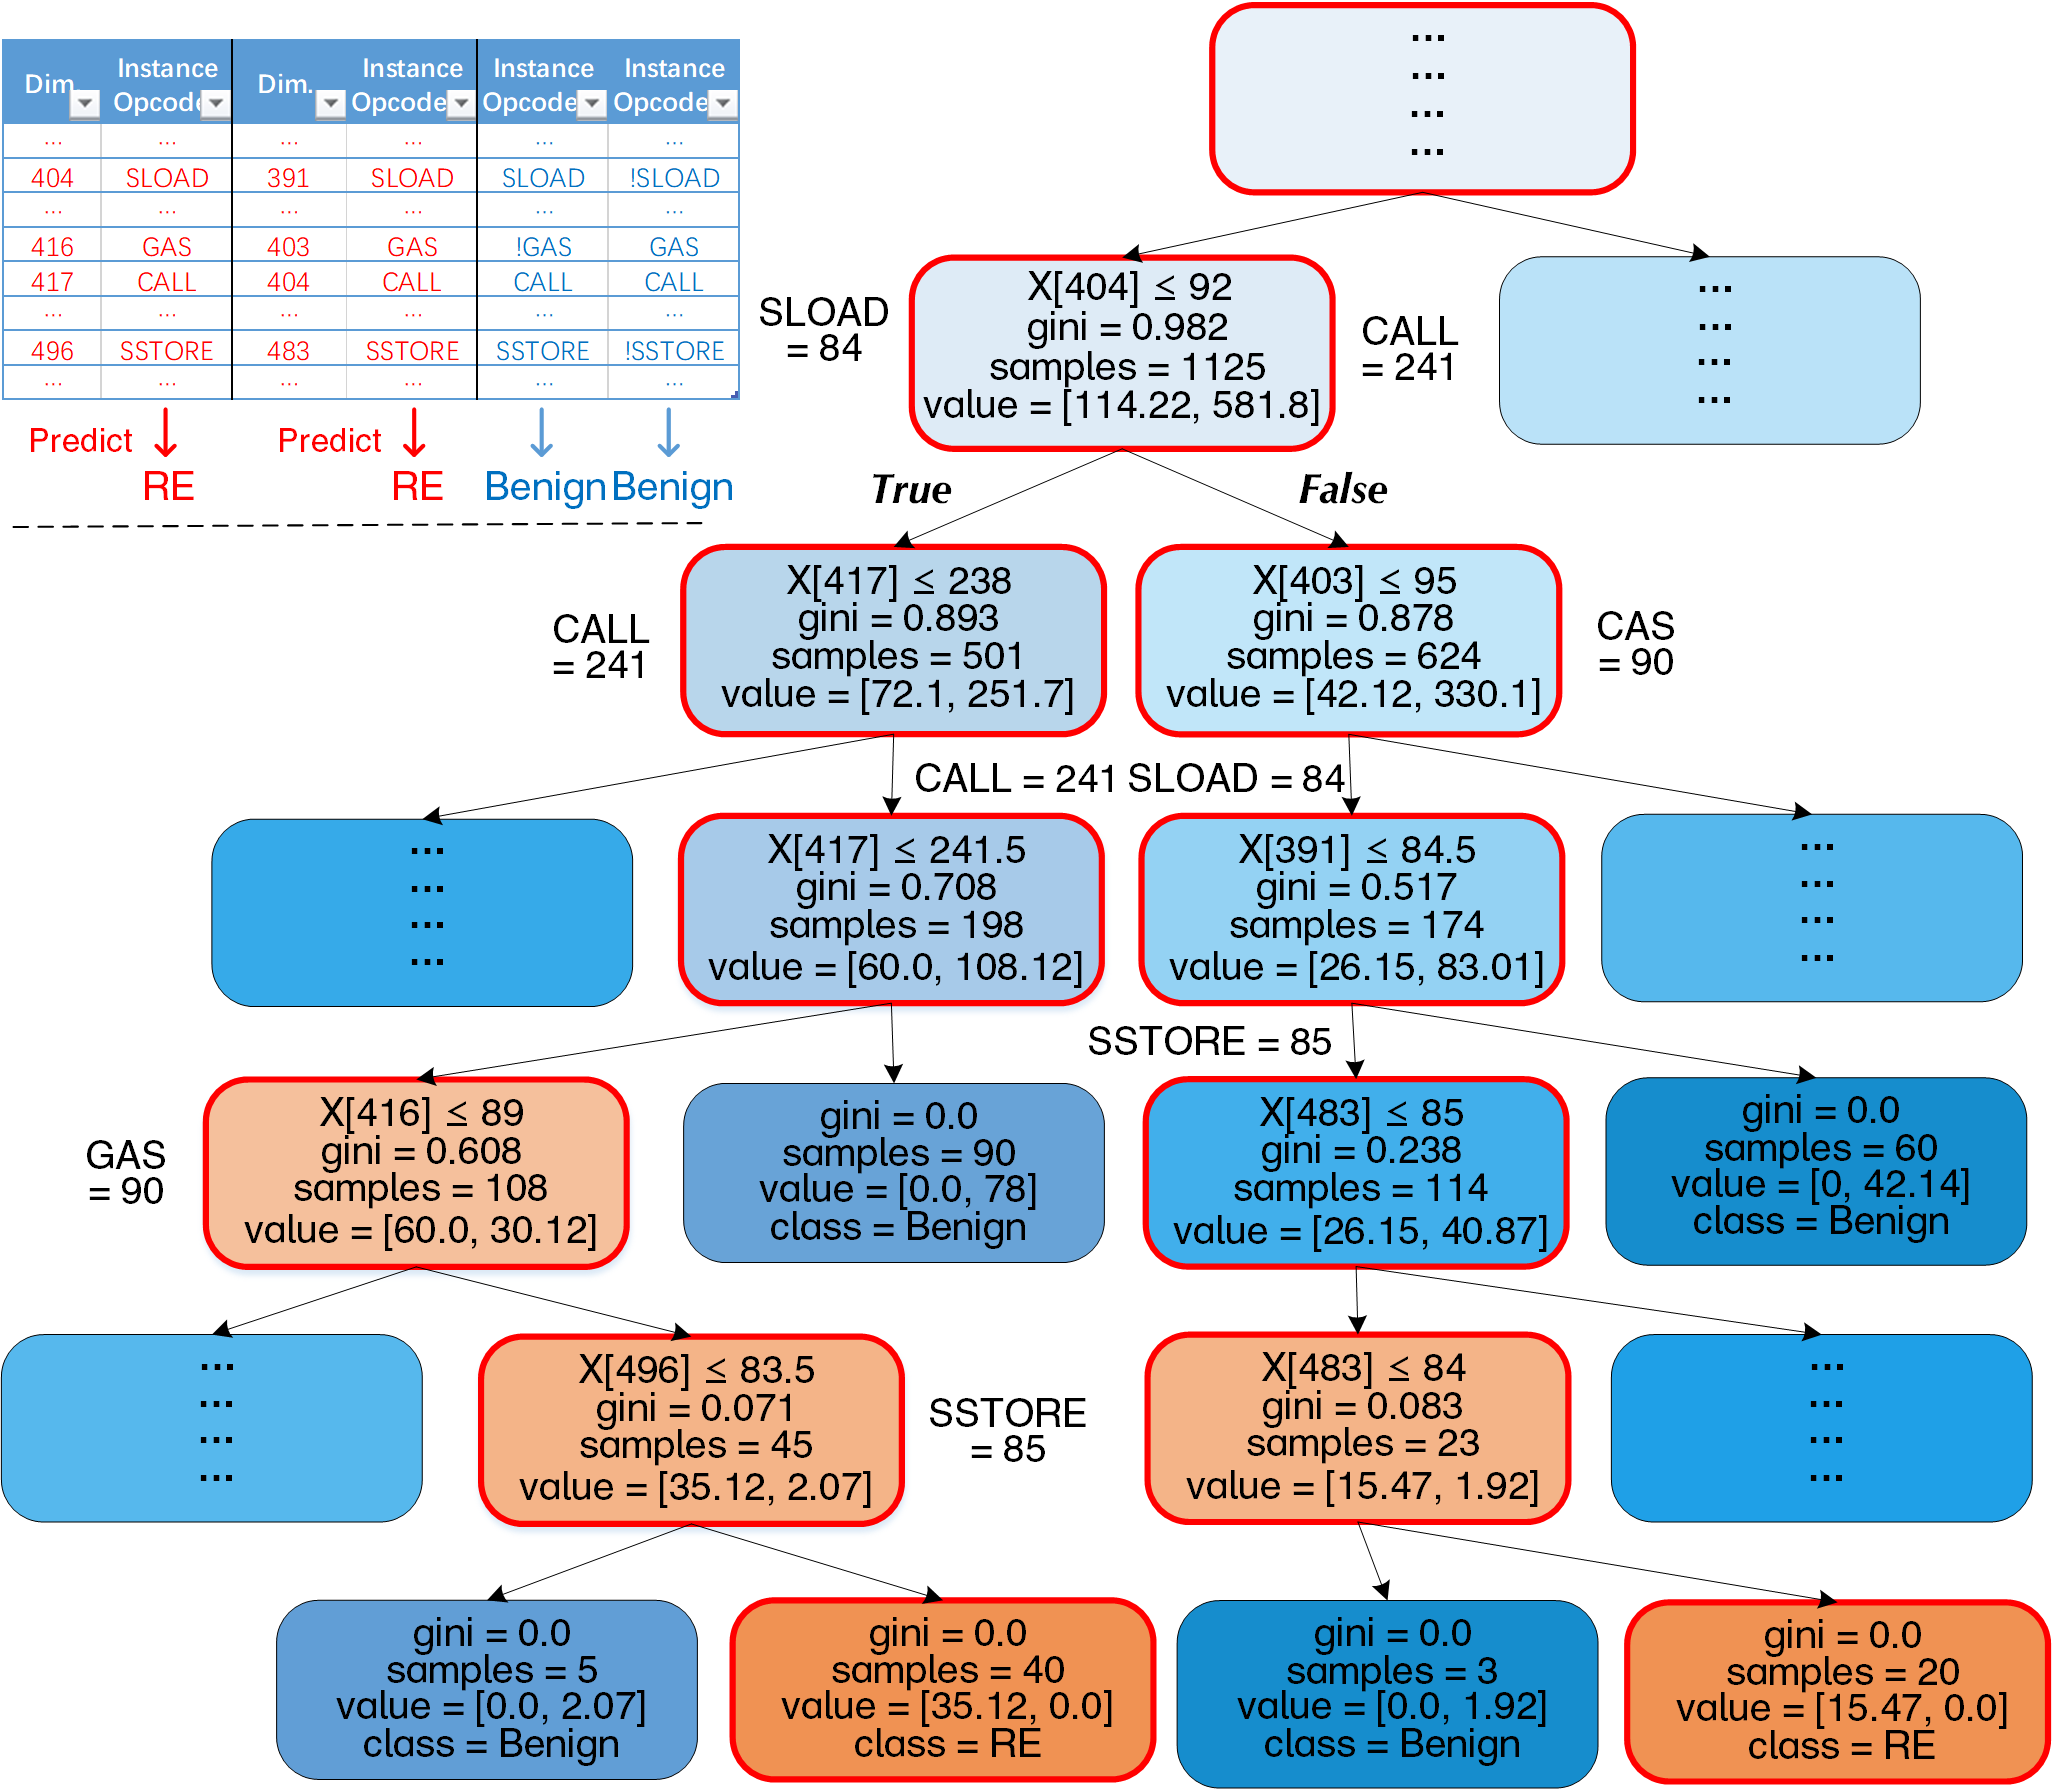 Dim. Instance Opcode Dim. Instance Opcode Instance Opcode Instance Opcode
... ... ... ... ... ...
404 SLOAD 391 SLOAD SLOAD !SLOAD
... ... ... ... ... ...
416 GAS 403 GAS !GAS GAS
417 CALL 404 CALL CALL CALL
... ... ... ... ... ...
496 SSTORE 483 SSTORE SSTORE !SSTORE
... ... ... ... ... ...
Predict Predict
RE RE Benign Benign
...
...
...
...
SLOAD
= 84
X[404] ≤ 92
gini = 0.982
samples = 1125
value = [114.22, 581.8]
CALL
= 241
...
...
...
...
True
False
CALL
= 241
X[417] ≤ 238
gini = 0.893
samples = 501
value = [72.1, 251.7]
X[403] ≤ 95
gini = 0.878
samples = 624
value = [42.12, 330.1]
CAS
= 90
CALL = 241 SLOAD = 84
...
...
...
...
X[417] ≤ 241.5
gini = 0.708
samples = 198
value = [60.0, 108.12]
X[391] ≤ 84.5
gini = 0.517
samples = 174
value = [26.15, 83.01]
...
...
...
...
SSTORE = 85
GAS
= 90
X[416] ≤ 89
gini = 0.608
samples = 108
value = [60.0, 30.12]
gini = 0.0
samples = 90
value = [0.0, 78]
class = Benign
X[483] ≤ 85
gini = 0.238
samples = 114
value = [26.15, 40.87]
gini = 0.0
samples = 60
value = [0, 42.14]
class = Benign
...
...
...
...
X[496] ≤ 83.5
gini = 0.071
samples = 45
value = [35.12, 2.07]
SSTORE
= 85
X[483] ≤ 84
gini = 0.083
samples = 23
value = [15.47, 1.92]
...
...
...
...
gini = 0.0
samples = 5
value = [0.0, 2.07]
class = Benign
gini = 0.0
samples = 40
value = [35.12, 0.0]
class = RE
gini = 0.0
samples = 3
value = [0.0, 1.92]
class = Benign
gini = 0.0
samples = 20
value = [15.47, 0.0]
class = RE